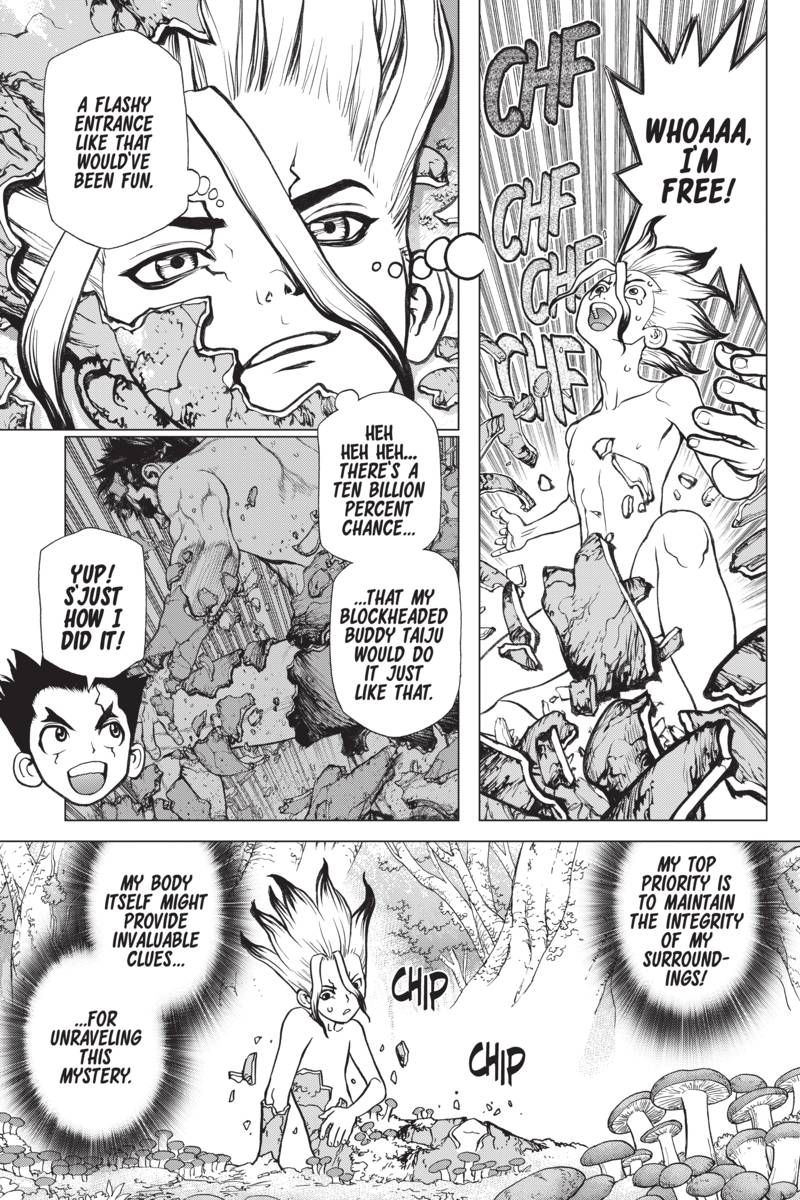 WHOAAA,
I'M
FREE!
CHF
CHF
CHF
CHF
A FLASHY
ENTRANCE
LIKE THAT
WOULD'VE
BEEN FUN.
HEH
HEH HEH...
THERE'S A
TEN BILLION
PERCENT
CHANCE...
...THAT MY
BLOCKHEADED
BUDDY TAIJU
WOULD DO
IT JUST
LIKE THAT.
YUP!
S'JUST
HOW I
DID IT!
MY TOP
PRIORITY IS
TO MAINTAIN
THE INTEGRITY
OF MY
SURROUND-
INGS!
CHIP
CHIP
MY BODY
ITSELF MIGHT
PROVIDE
INVALUABLE
CLUES...
...FOR
UNRAVELING
THIS
MYSTERY.